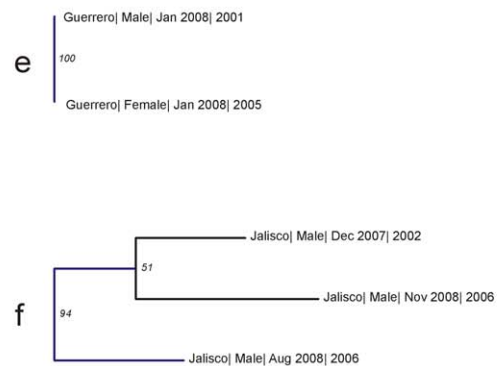 Guerrero| Male| Jan 2008| 2001
e
100
Guerrero| Female| Jan 2008| 2005
Jalisco| Male| Dec 2007| 2002
51
Jalisco| Male| Nov 2008| 2006
f
94
Jalisco| Male| Aug 2008| 2006